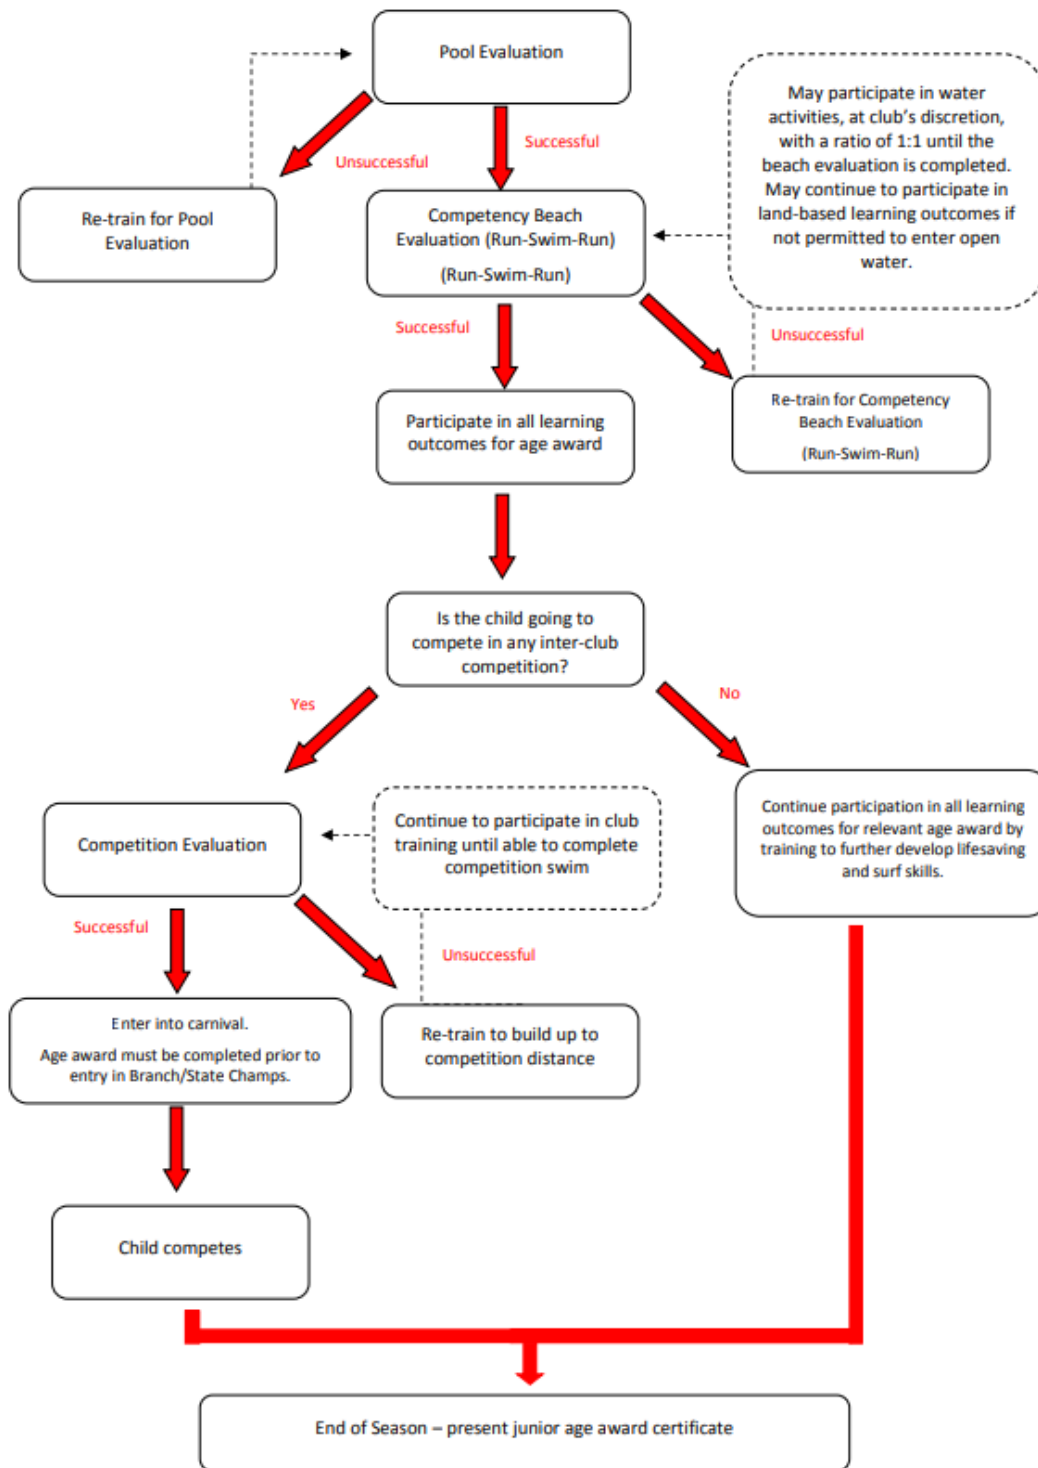 Pool Evaluation
May participate in water
activities, at club's discretion,
with a ratio of 1:1 until the
beach evaluation is completed.
May continue to participate in
land-based learning outcomes if
not permitted to enter open
water.
Unsuccessful
Successful
Re-train for Pool
Evaluation
Competency Beach
Evaluation (Run-Swim-Run)
(Run-Swim-Run)
Successful
Unsuccessful
Participate in all learning
outcomes for age award
Re-train for Competency
Beach Evaluation
(Run-Swim-Run)
Is the child going to
compete in any inter-club
competition?
Yes
No
Competition Evaluation
Continue to participate in club
training until able to complete
competition swim
Continue participation in all learning
outcomes for relevant age award by
training to further develop lifesaving
and surf skills.
Successful
Unsuccessful
Enter into carnival.
Age award must be completed prior to
entry in Branch/State Champs.
Re-train to build up to
competition distance
Child competes
End of Season – present junior age award certificate